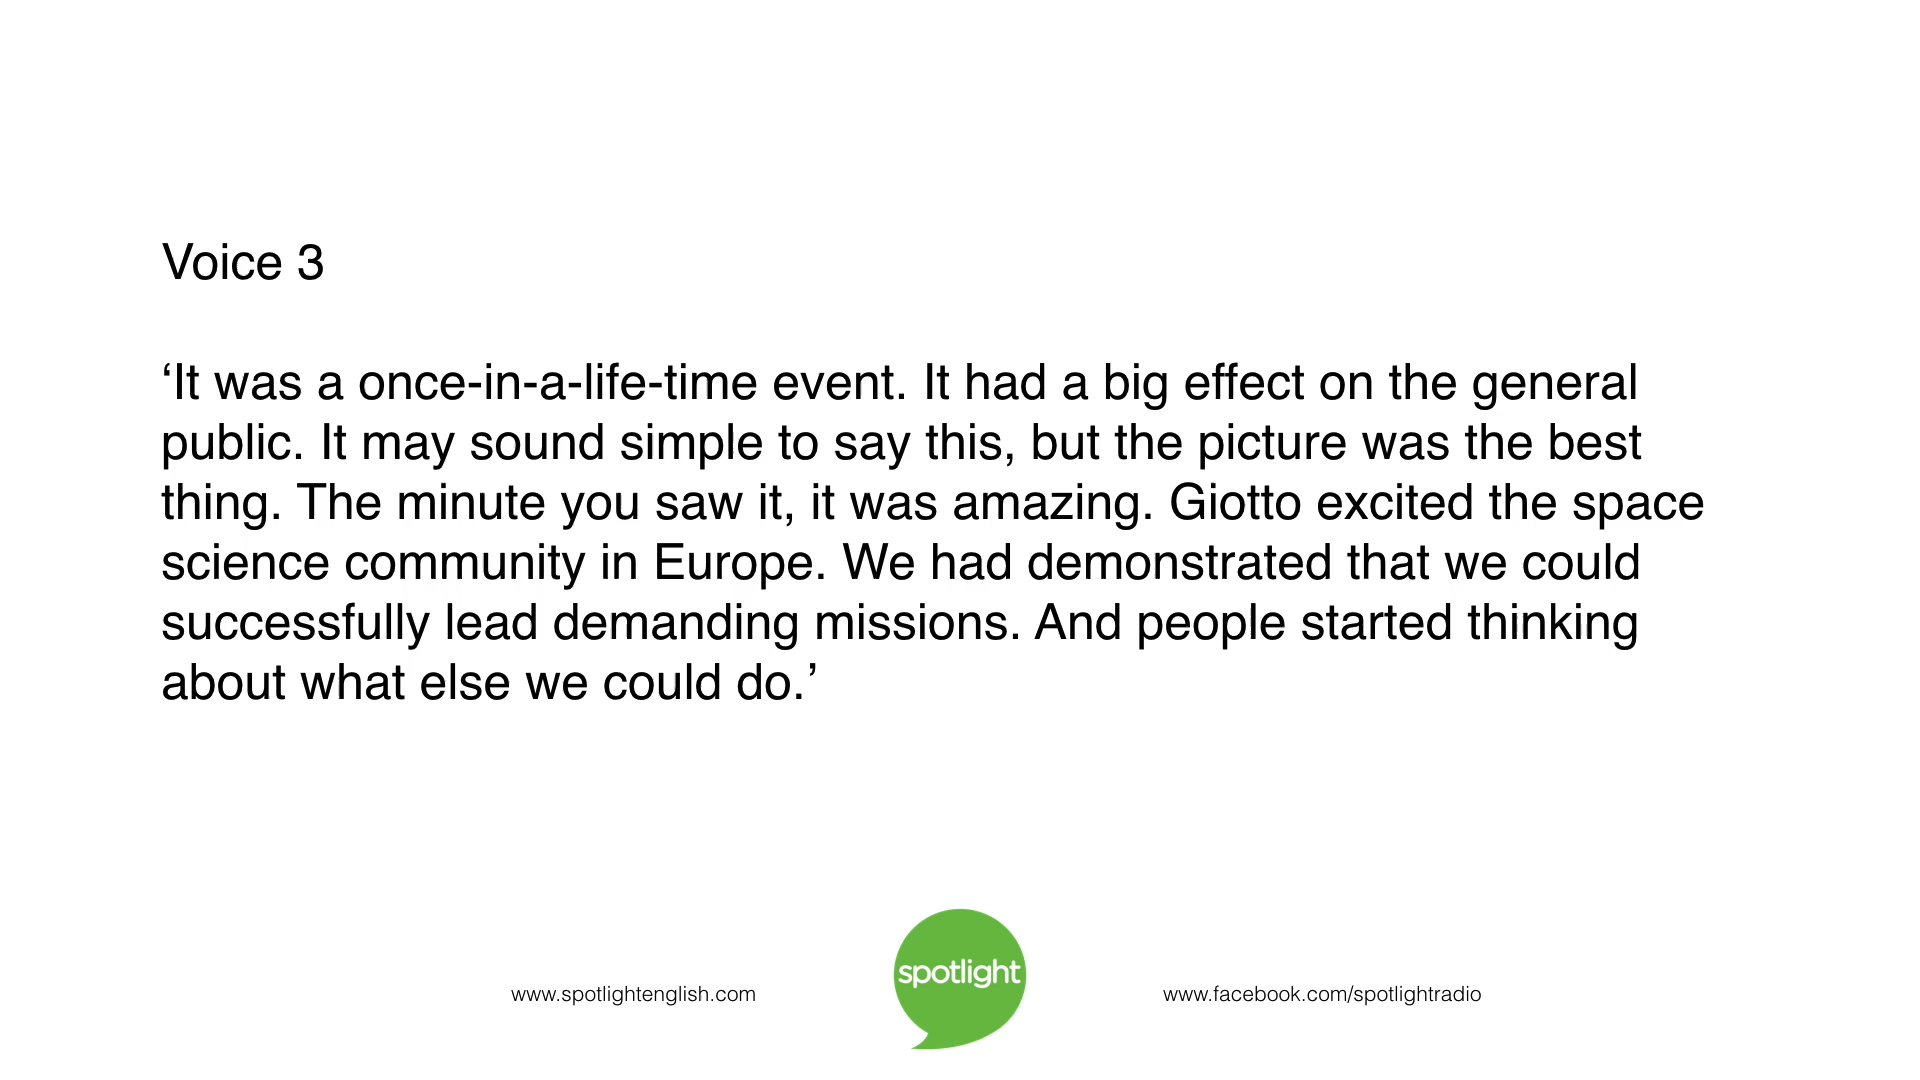 Voice 3
‘It was a once-in-a-life-time event. It had a big effect on the general
public. It may sound simple to say this, but the picture was the best
thing. The minute you saw it, it was amazing. Giotto excited the space
science community in Europe. We had demonstrated that we could
successfully lead demanding missions. And people started thinking
about what else we could do.’
spotlight
www.spotlightenglish.com
www.facebook.com/spotlightradio